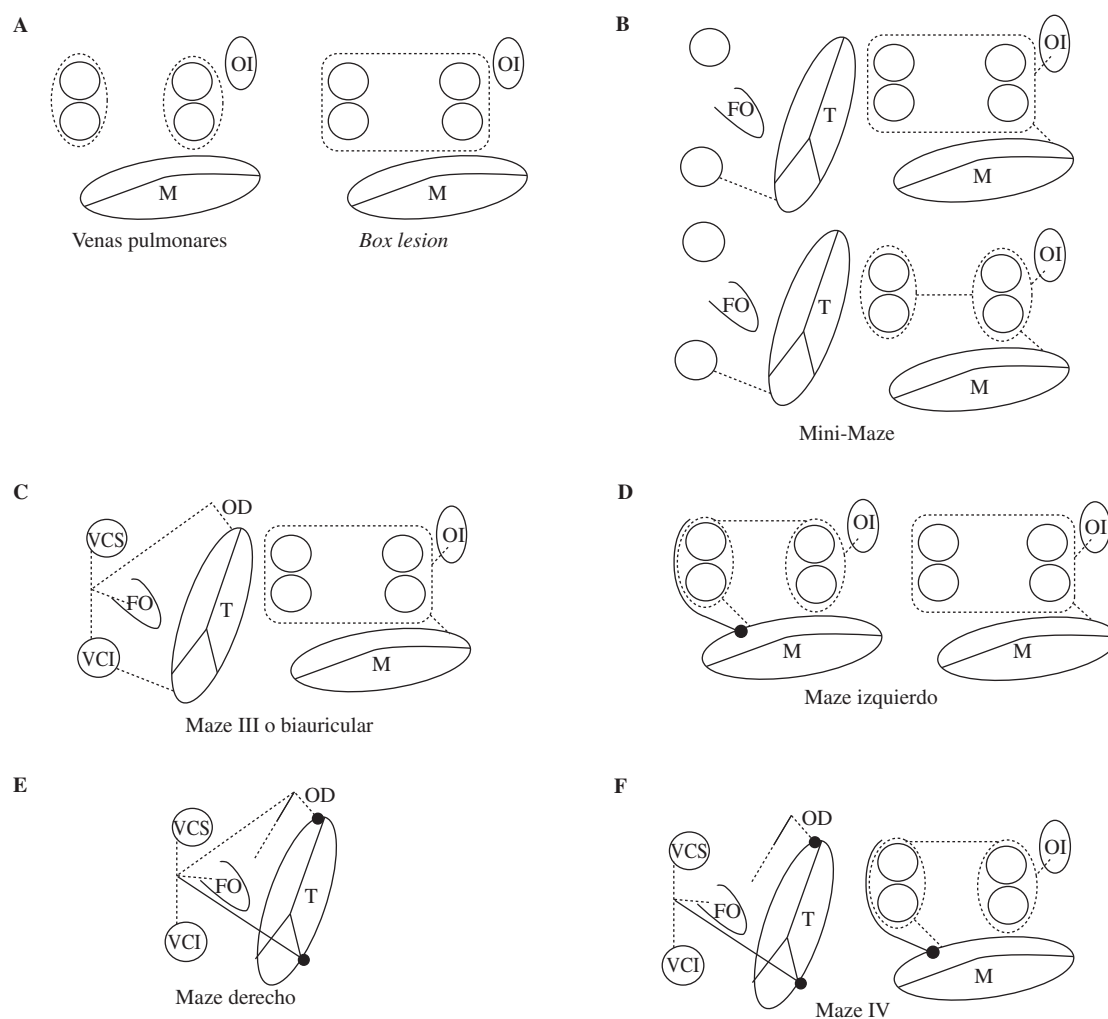 A
OI
OI
M
M
Venas pulmonares
Box lesion
B
OI
FO
T
M
OI
FO
T
M
Mini-Maze
C
OD
VCS
OI
FO
T
VCI
M
Maze III o biauricular
D
OI
OI
M
M
Maze izquierdo
E
OD
VCS
FO
T
VCI
Maze derecho
F
OD
OI
VCS
FO
T
VCI
M
Maze IV